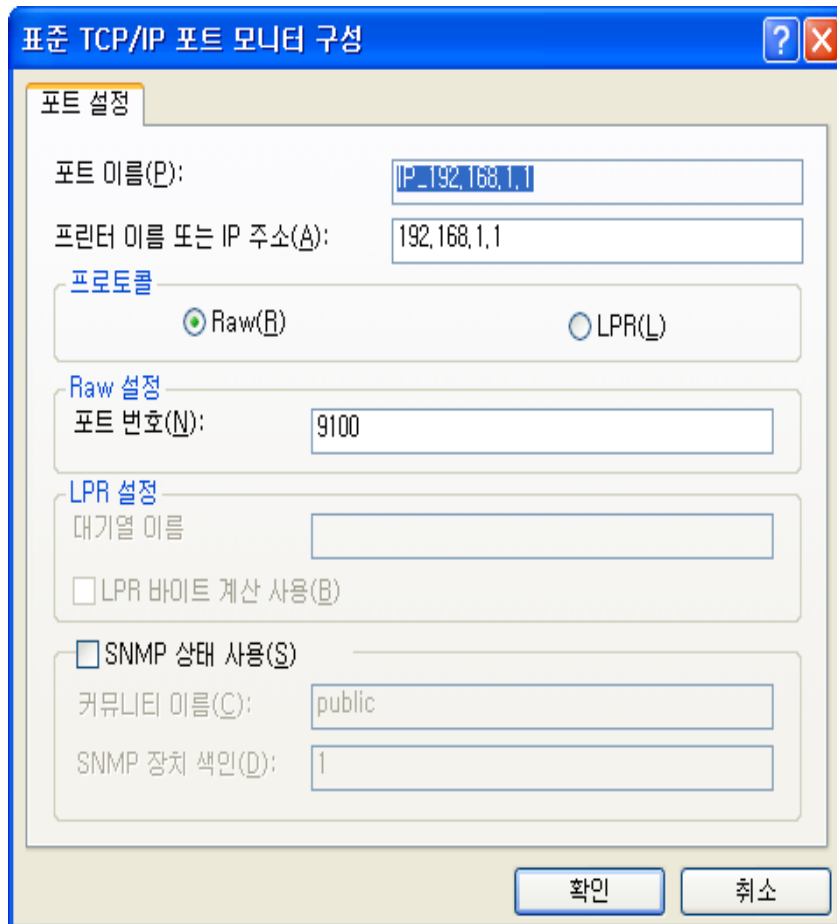 표준 TCP/IP 포트 모니터 구성
포트 설정
포트 이름(P):
IP_192,168,1,1
프린터 이름 또는 IP 주소(A):
192,168,1,1
프로토콜
Raw(R)
LPR(L)
Raw 설정
포트 번호(N):
9100
LPR 설정
대기열 이름
LPR 바이트 계산 사용(B)
SNMP 상태 사용(S)
커뮤니티 이름(C):
public
SNMP 장치 색인(D):
1
확인
취소